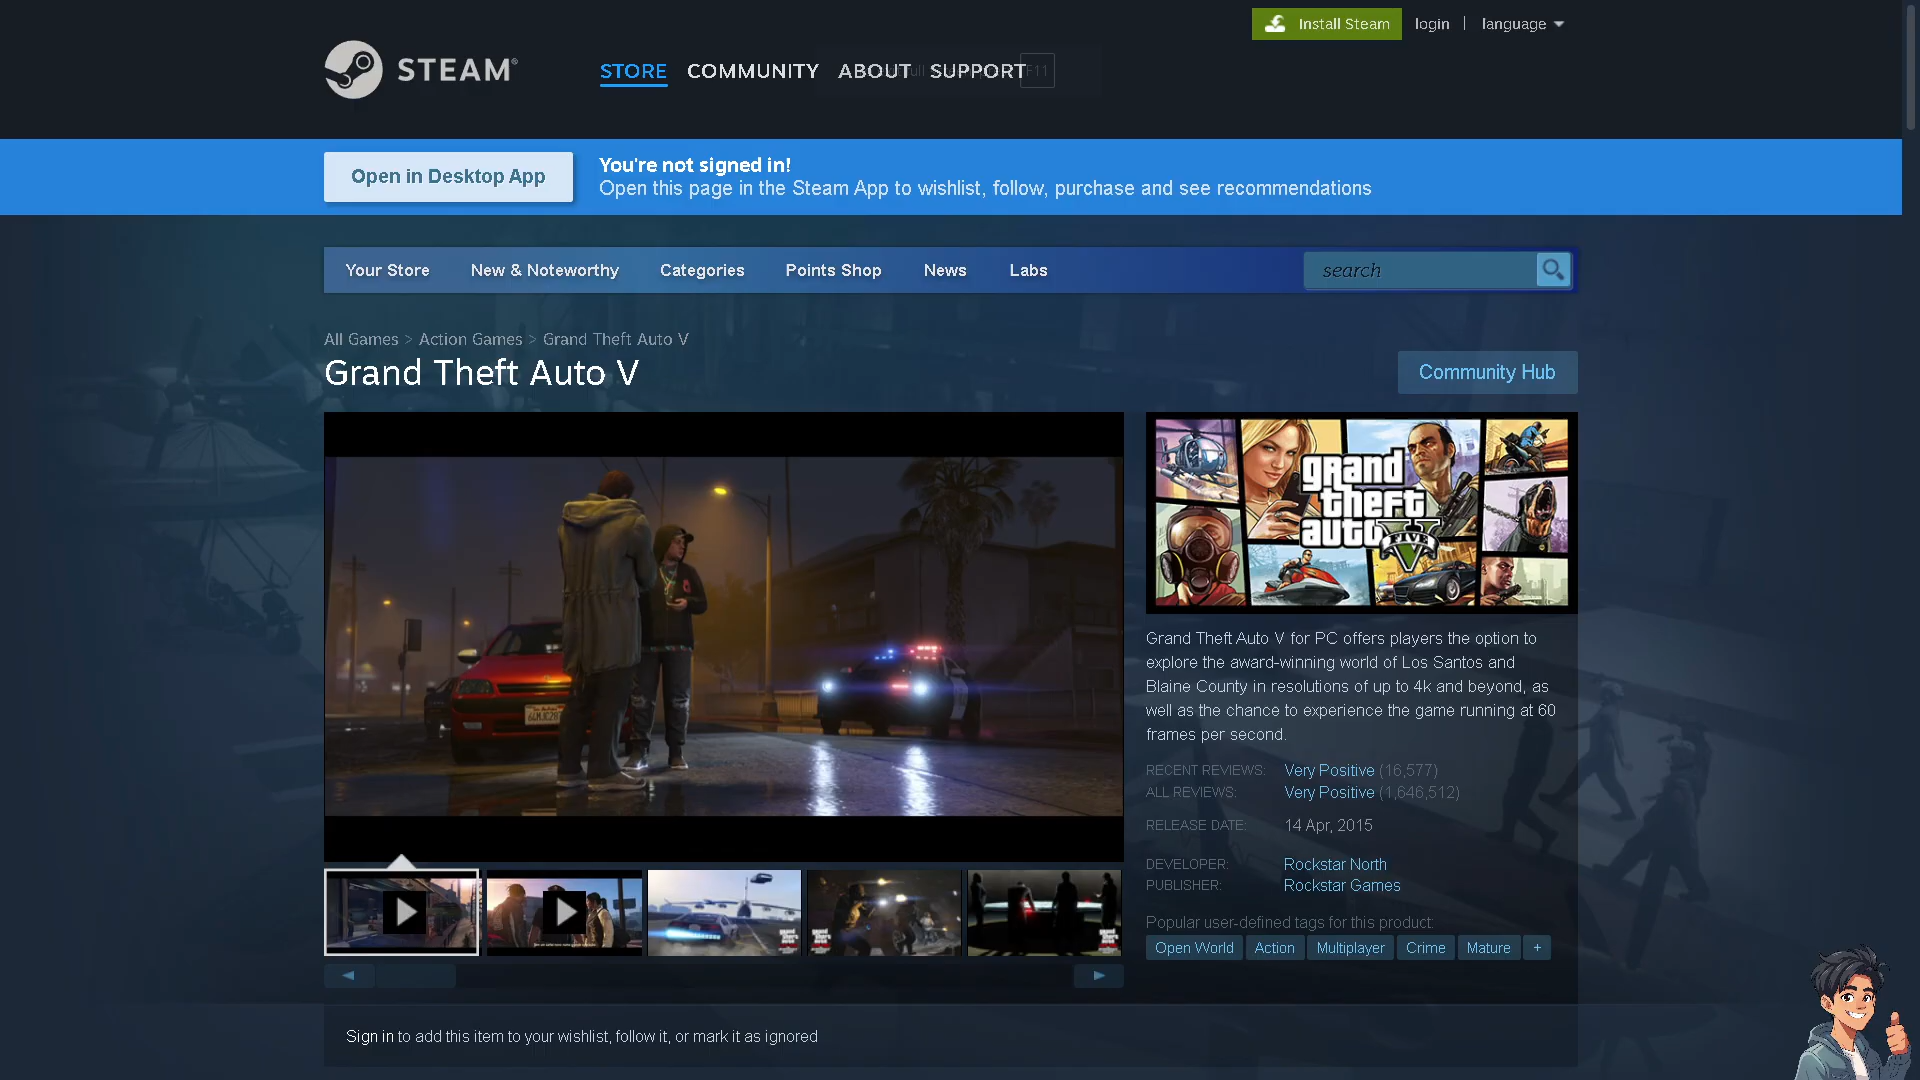 Install Steam
login
language
STEAM®
STORE
COMMUNITY
ABOUT
SUPPORT
F11
Open in Desktop App
You're not signed in!
Open this page in the Steam App to wishlist, follow, purchase and see recommendations
Your Store
New & Noteworthy
Categories
Points Shop
News
Labs
search
All Games > Action Games > Grand Theft Auto V
Grand Theft Auto V
Community Hub
grand
theft
auto
FIVE
Grand Theft Auto V for PC offers players the option to
explore the award-winning world of Los Santos and
Blaine County in resolutions of up to 4k and beyond, as
well as the chance to experience the game running at 60
frames per second.
RECENT REVIEWS: Very Positive (16,577)
ALL REVIEWS: Very Positive (1,646,512)
RELEASE DATE: 14 Apr, 2015
DEVELOPER: Rockstar North
PUBLISHER: Rockstar Games
Popular user-defined tags for this product:
Open World
Action
Multiplayer
Crime
Mature
+
Sign in to add this item to your wishlist, follow it, or mark it as ignored